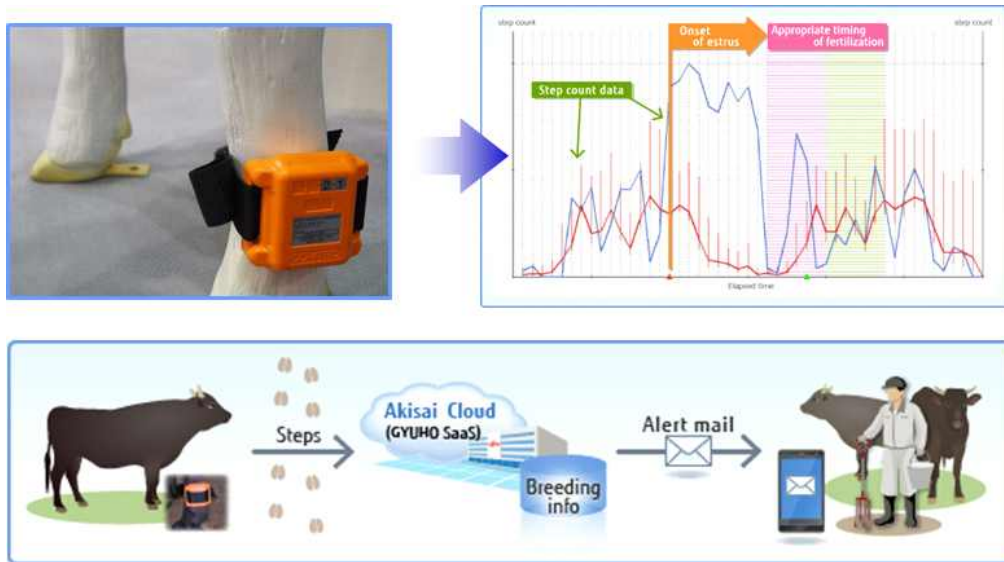 step count
step count
Onset
of estrus
Appropriate timing
of fertilization
Step count data
Elapsed time
Steps
Akisai Cloud
(GYUHO SaaS)
Breeding
info
Alert mail